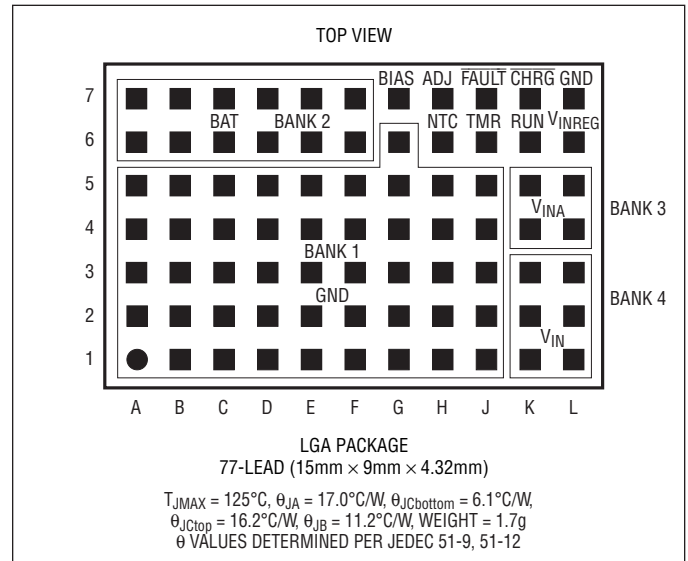 TOP VIEW
BIAS ADJ FAULT CHRG GND
7
BAT BANK 2 NTC TMR RUN VINREG
6
5
VINA BANK 3
4
BANK 1
3
GND BANK 4
2
VIN
1
A B C D E F G H J K L
LGA PACKAGE
77-LEAD (15mm × 9mm × 4.32mm)
TJMAX = 125°C, θJA = 17.0°C/W, θJCbottom = 6.1°C/W,
θJCtop = 16.2°C/W, θJB = 11.2°C/W, WEIGHT = 1.7g
θ VALUES DETERMINED PER JEDEC 51-9, 51-12